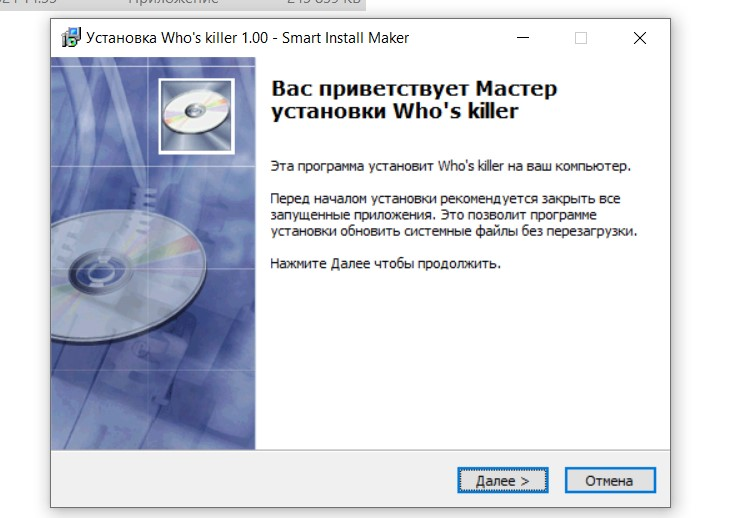 Приложение
Установка Who's killer 1.00 - Smart Install Maker
Вас приветствует Мастер
установки Who's killer
Эта программа установит Who's killer на ваш компьютер.
Перед началом установки рекомендуется закрыть все
запущенные приложения. Это позволит программе
установки обновить системные файлы без перезагрузки.
Нажмите Далее чтобы продолжить.
Далее >
Отмена